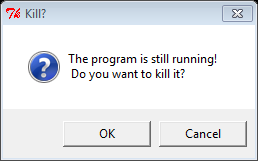 Kill?
The program is still running!
Do you want to kill it?
OK
Cancel